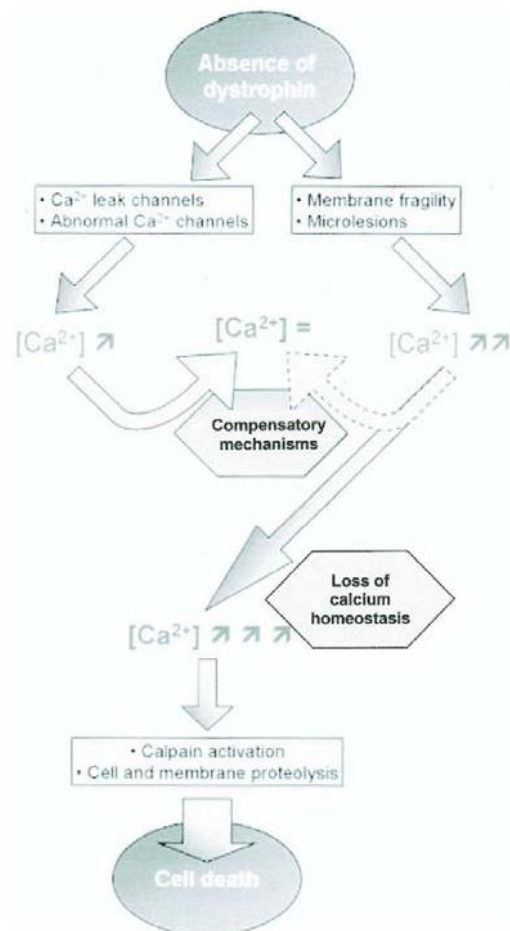 Absence of
dystrophin
• Ca²⁺ leak channels
• Abnormal Ca²⁺ channels
• Membrane fragility
• Microlesions
[Ca²⁺] ↗
[Ca²⁺] =
[Ca²⁺] ↗↗
Compensatory
mechanisms
Loss of
calcium
homeostasis
[Ca²⁺] ↗ ↗ ↗
• Calpain activation
• Cell and membrane proteolysis
Cell death